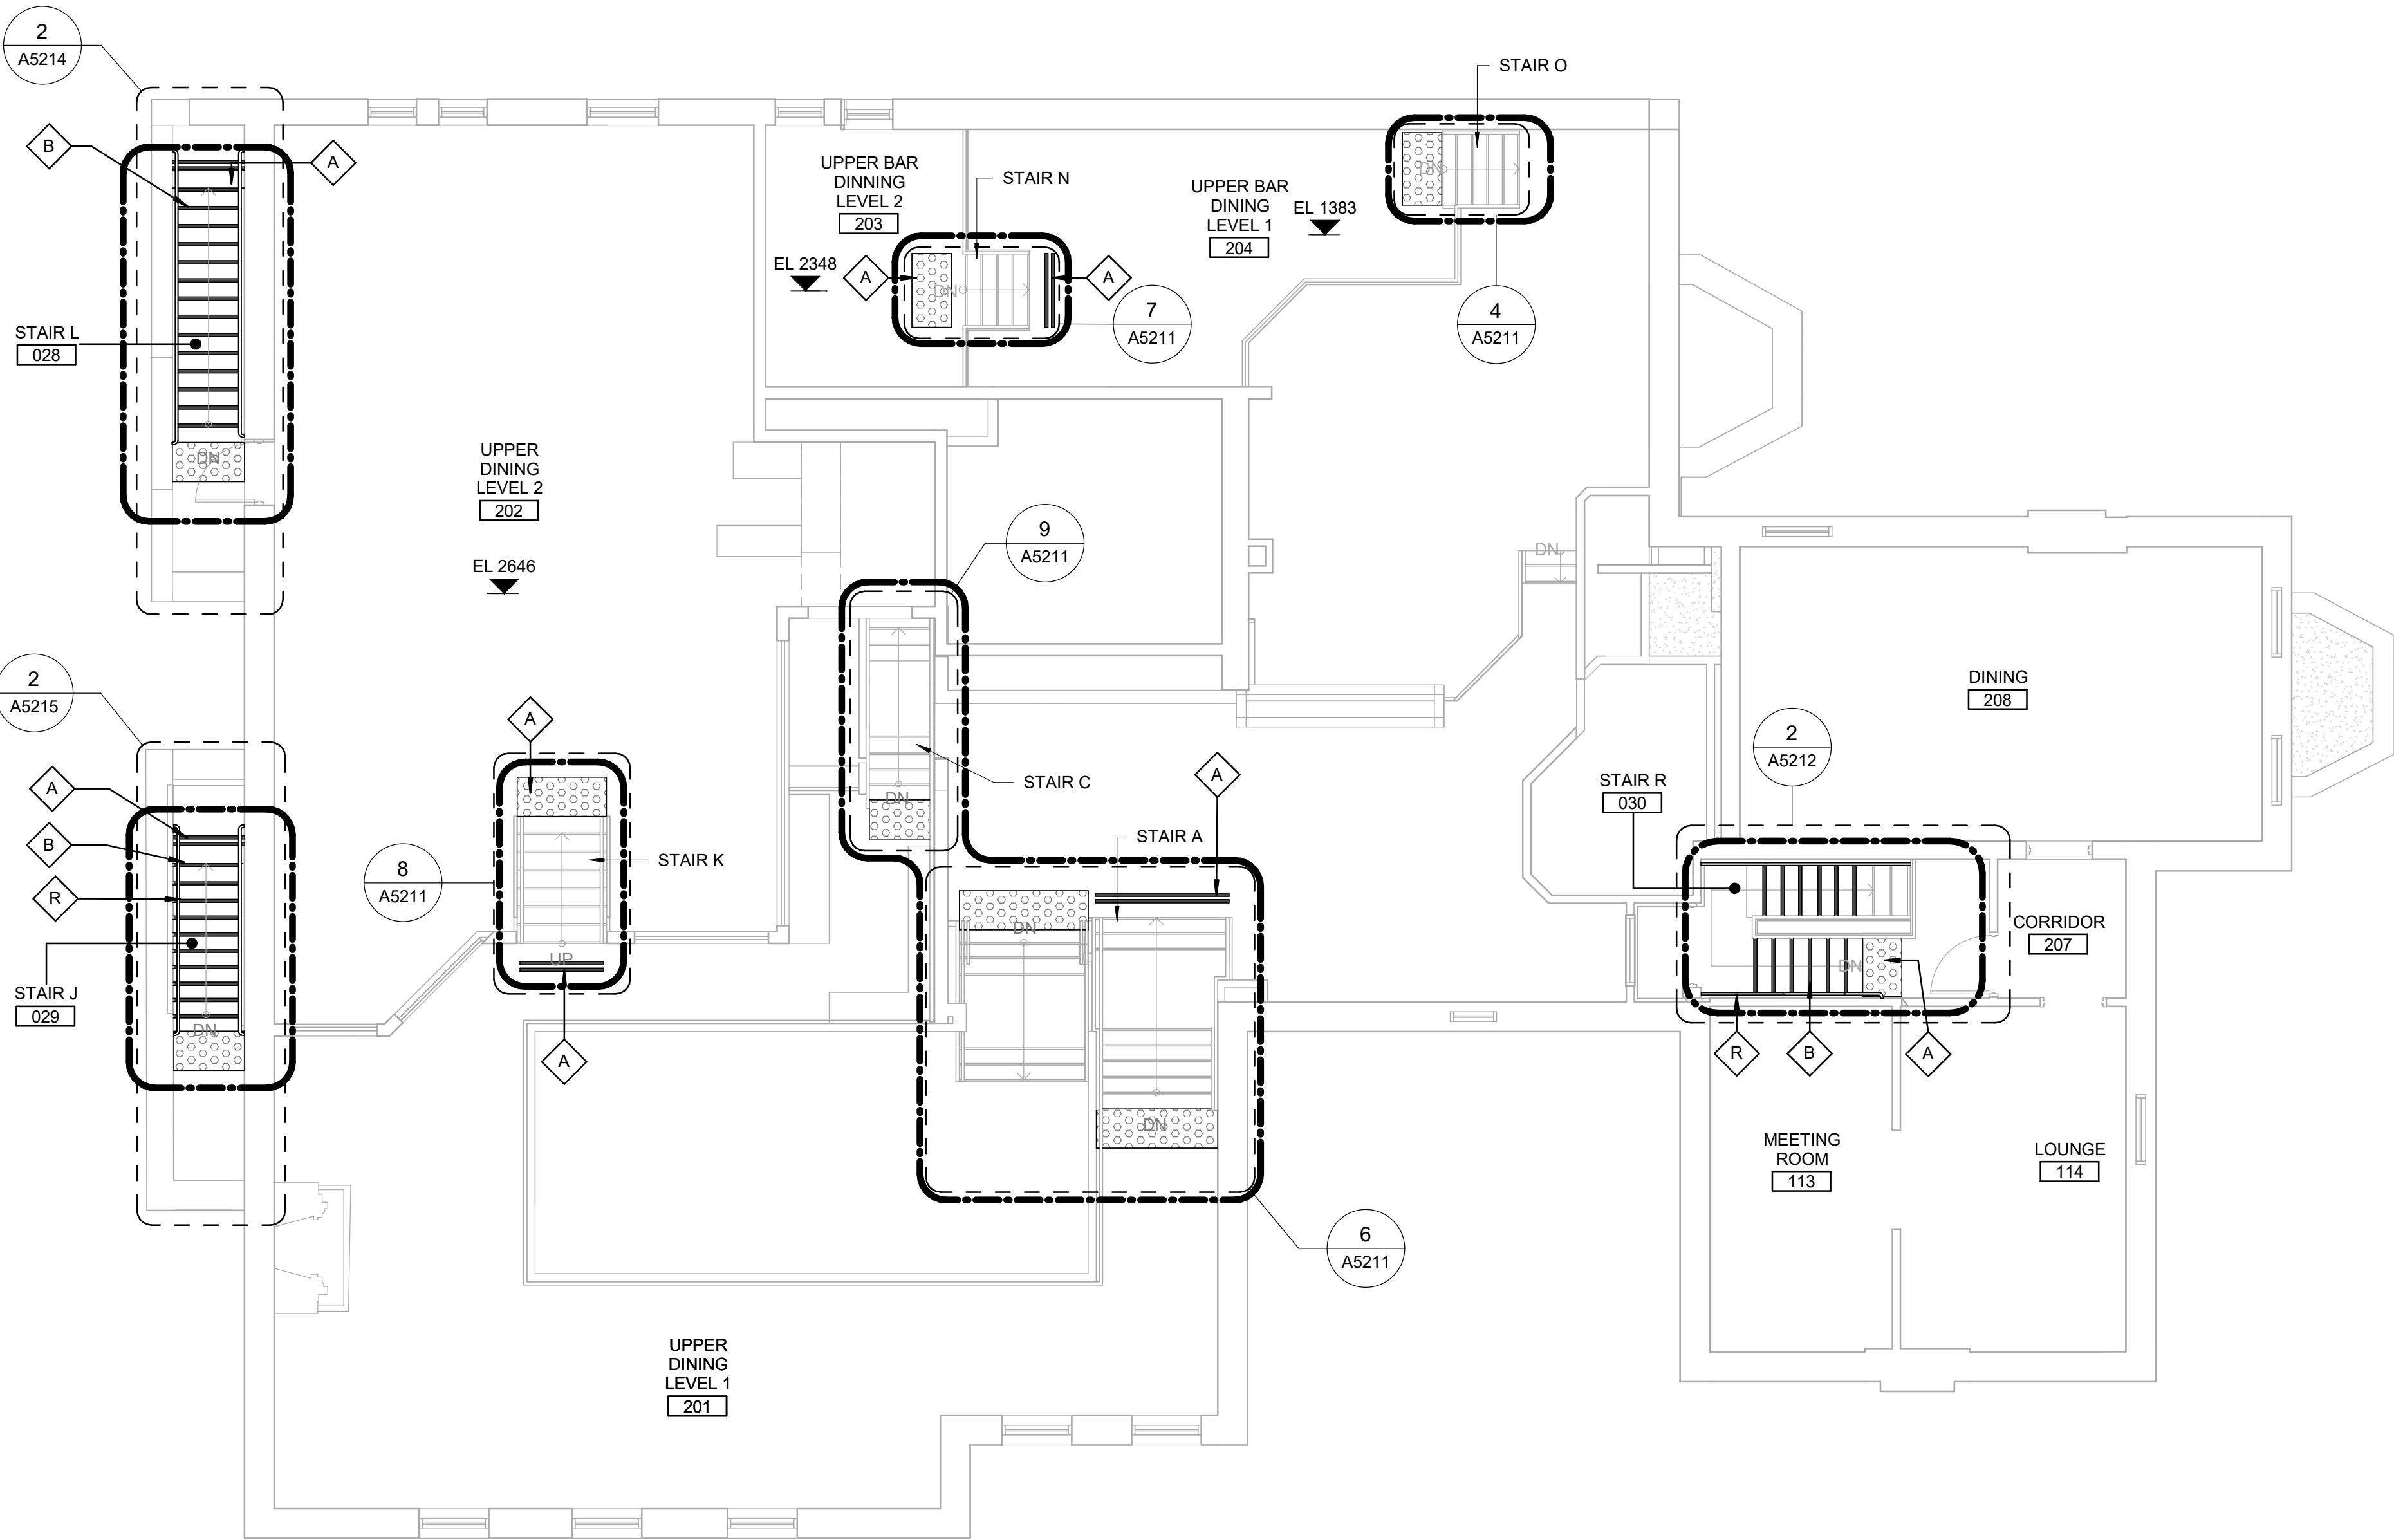 2
A5214
STAIR O
B
A
UPPER BAR
DINNING
LEVEL 2
203
STAIR N
UPPER BAR
DINING
LEVEL 1
204
EL 1383
DN
EL 2348
A
DN
A
7
A5211
4
A5211
STAIR L
028
DN
UPPER
DINING
LEVEL 2
202
EL 2646
9
A5211
DN
2
A5215
DINING
208
A
2
A5212
STAIR R
030
A
B
R
STAIR J
029
DN
8
A5211
STAIR K
UP
A
STAIR C
DN
A
STAIR A
DN
DN
CORRIDOR
207
DN
R
B
A
MEETING
ROOM
113
LOUNGE
114
6
A5211
UPPER
DINING
LEVEL 1
201